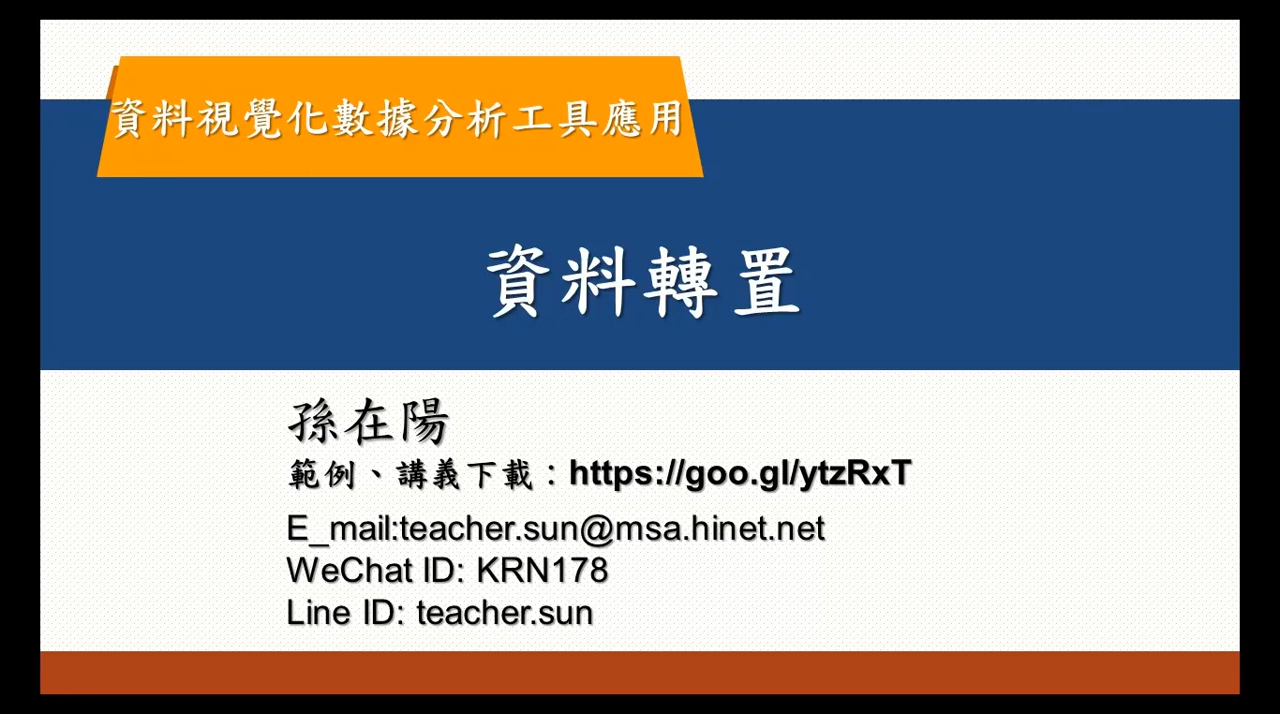 資料視覺化數據分析工具應用
資料轉置
孫在陽
範例、講義下載：https://goo.gl/ytzRxT
E_mail:teacher.sun@msa.hinet.net
WeChat ID: KRN178
Line ID: teacher.sun